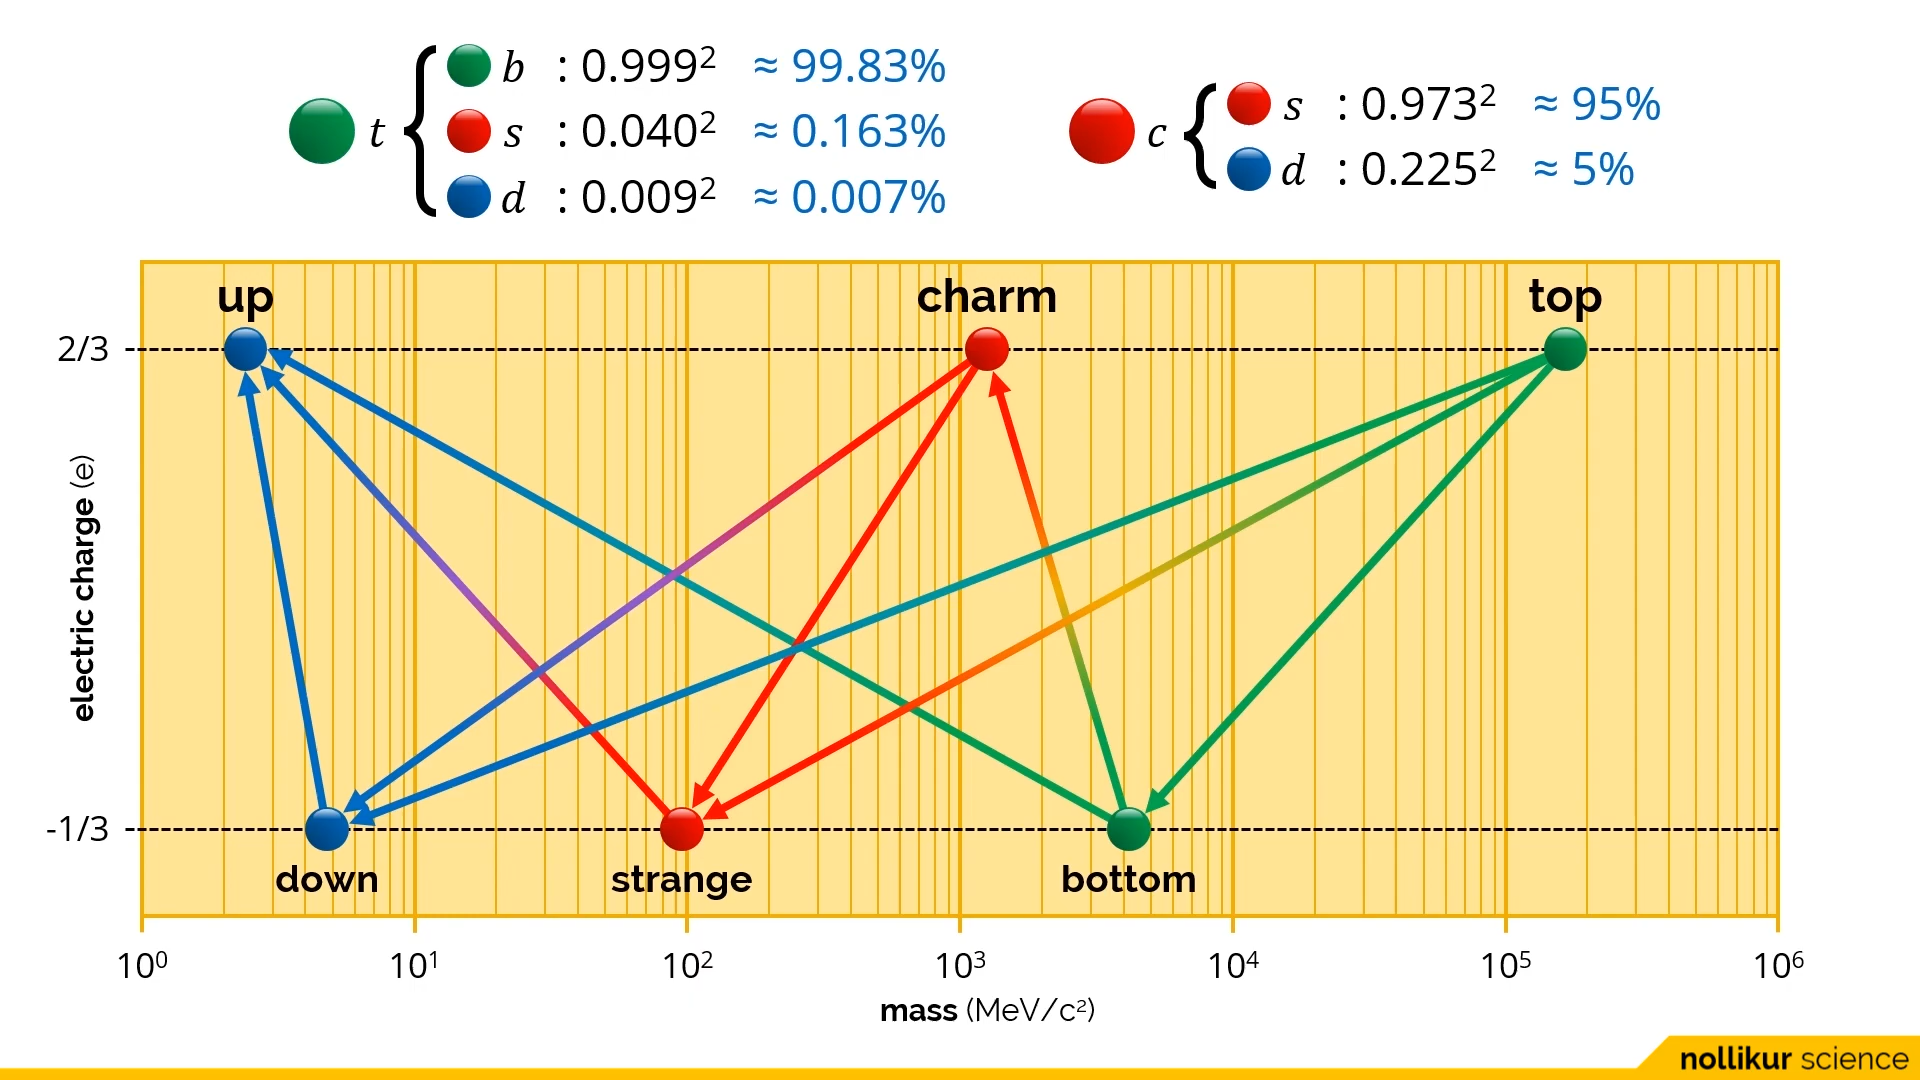 t
b : 0.999² ≈ 99.83%
s : 0.040² ≈ 0.163%
d : 0.009² ≈ 0.007%
c
s : 0.973² ≈ 95%
d : 0.225² ≈ 5%
up charm top
2/3
electric charge (e)
-1/3
down strange bottom
10⁰ 10¹ 10² 10³ 10⁴ 10⁵ 10⁶
mass (MeV/c²)
nollikur science